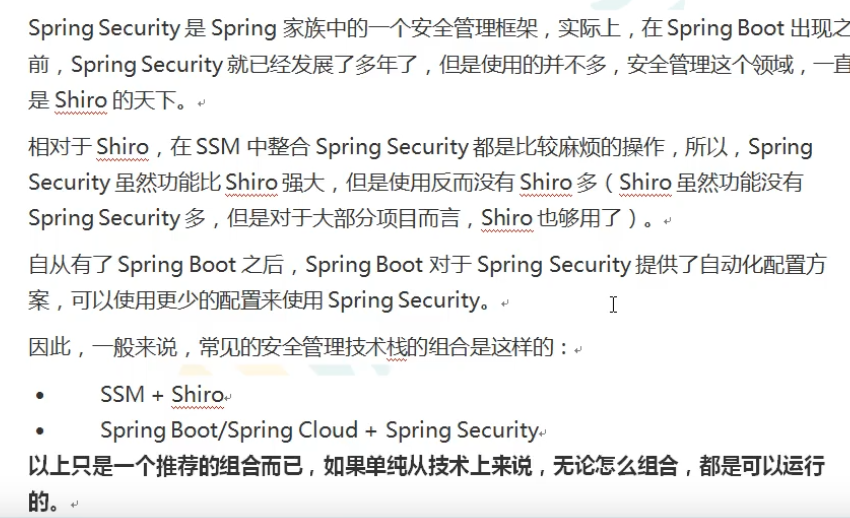 Spring Security 是 Spring 家族中的一个安全管理框架，实际上，在 Spring Boot 出现之
前，Spring Security 就已经发展了多年了，但是使用的并不多，安全管理这个领域，一直
是 Shiro 的天下。
相对于 Shiro，在 SSM 中整合 Spring Security 都是比较麻烦的操作，所以，Spring
Security 虽然功能比 Shiro 强大，但是使用反而没有 Shiro 多（Shiro 虽然功能没有
Spring Security 多，但是对于大部分项目而言，Shiro 也够用了）。
自从有了 Spring Boot 之后，Spring Boot 对于 Spring Security 提供了自动化配置方
案，可以使用更少的配置来使用 Spring Security。
因此，一般来说，常见的安全管理技术栈的组合是这样的：
• SSM + Shiro
• Spring Boot/Spring Cloud + Spring Security
以上只是一个推荐的组合而已，如果单纯从技术上来说，无论怎么组合，都是可以运行
的。